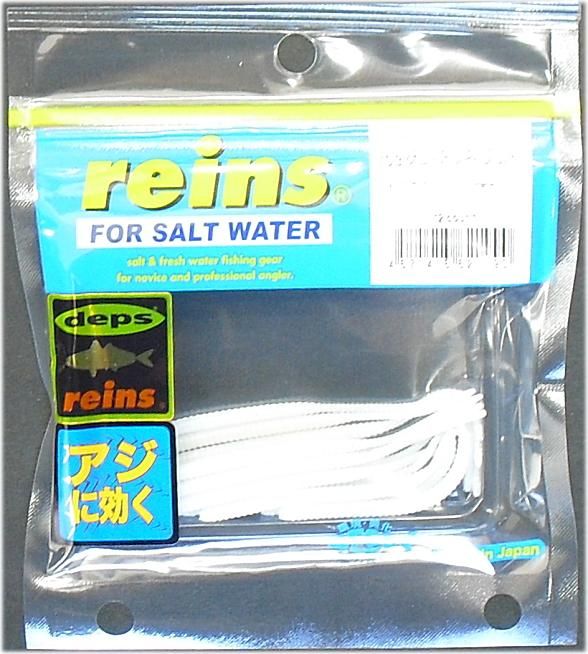 reins®
FOR SALT WATER
salt & fresh water fishing gear
for novice and professional angler.
deps
reins
アジ
に効く
in Japan